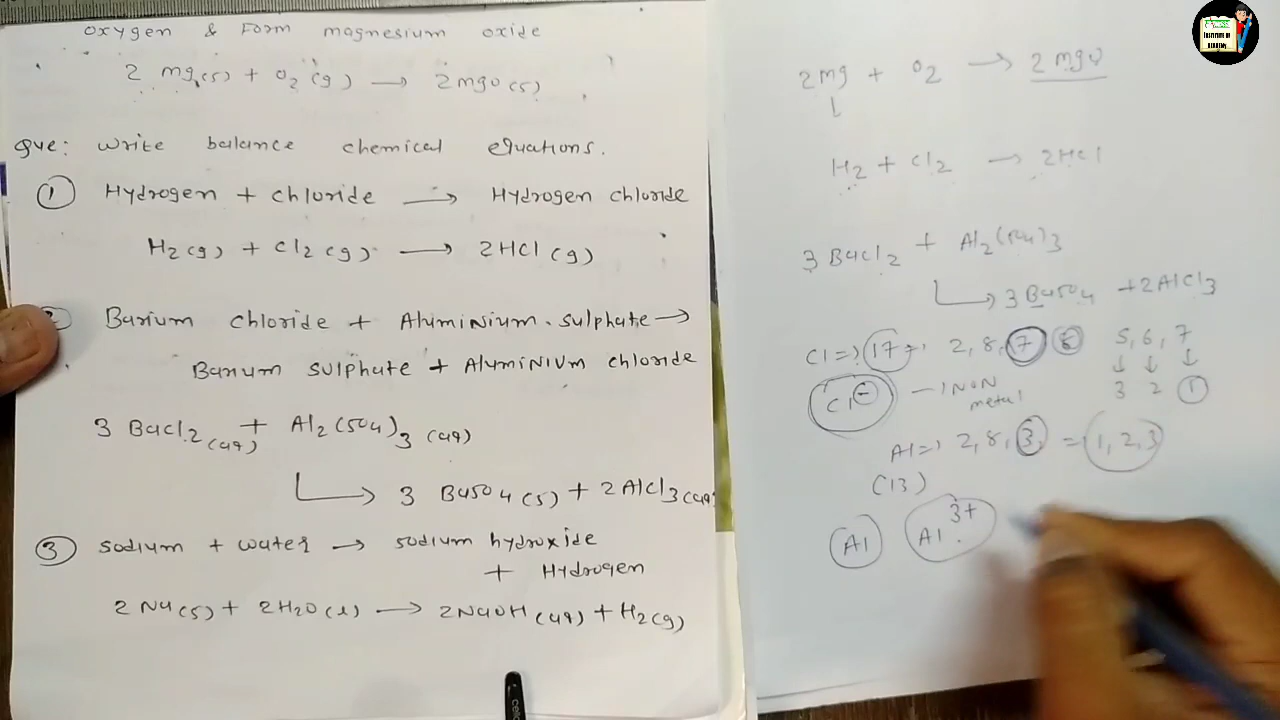 oxygen & Form magnesium oxide
2 Mg(s) + O2(g) → 2MgO(s)
Que: Write balance chemical equations.
① Hydrogen + chloride → Hydrogen chloride
H2(g) + Cl2(g) → 2HCl(g)
Barium chloride + Aluminium sulphate →
Barium sulphate + Aluminium chloride
3 BaCl2(aq) + Al2(SO4)3(aq)
→ 3 BaSO4(s) + 2AlCl3(aq)
③ sodium + water → sodium hydroxide
+ Hydrogen
2Na(s) + 2H2O(l) → 2NaOH(aq) + H2(g)
2Mg + O2 → 2MgO
H2 + Cl2 → 2HCl
3 BaCl2 + Al2(SO4)3
→ 3 BaSO4 + 2AlCl3
Cl => 17 => 2, 8, 7 8 5, 6, 7
↓ ↓ ↓
3 2 1
Cl⁻ → NON
metal
Al => 2, 8, 3, = 1, 2, 3
(13)
Al Al 3+